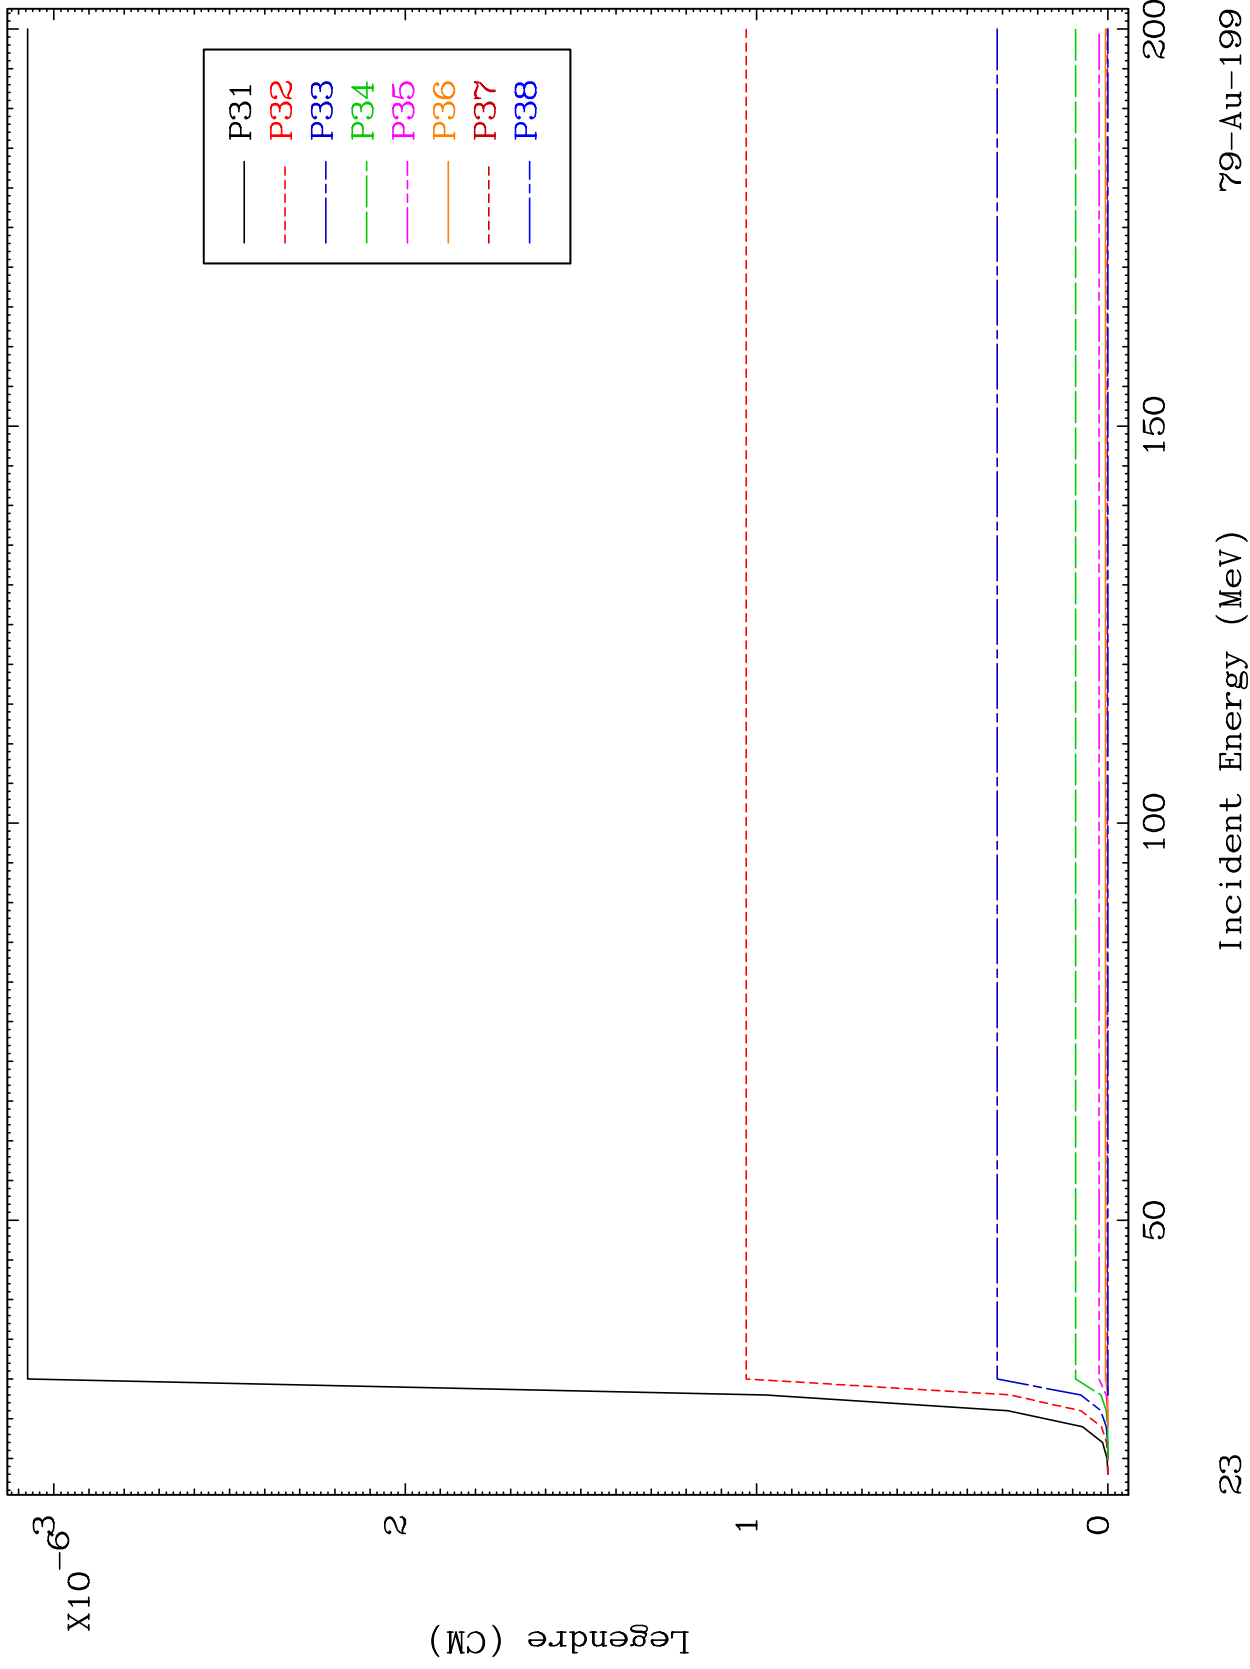 X10
-6
3
2
1
0
Legendre (CM)
P31
P32
P33
P34
P35
P36
P37
P38
50
100
150
200
Incident Energy (MeV)
23
79-Au-199